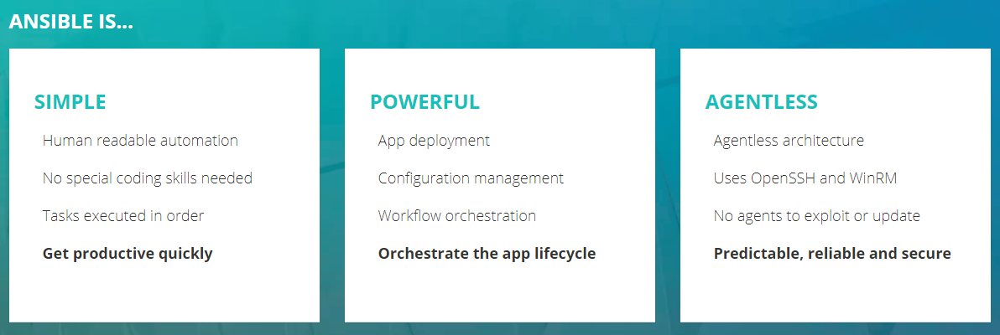 ANSIBLE IS...
SIMPLE
Human readable automation
No special coding skills needed
Tasks executed in order
Get productive quickly
POWERFUL
App deployment
Configuration management
Workflow orchestration
Orchestrate the app lifecycle
AGENTLESS
Agentless architecture
Uses OpenSSH and WinRM
No agents to exploit or update
Predictable, reliable and secure